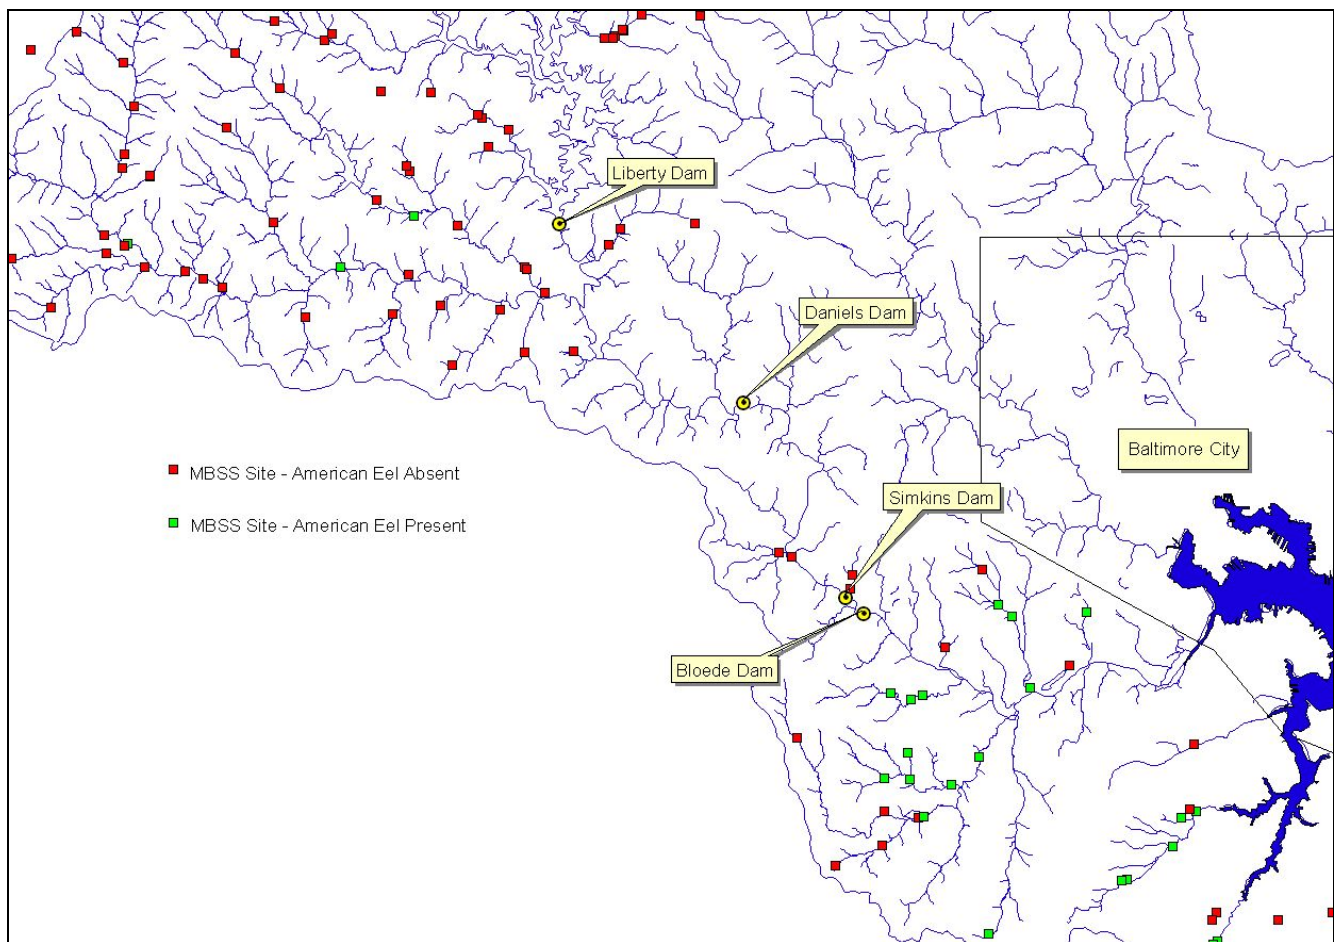 Liberty Dam
Daniels Dam
Baltimore City
MBSS Site - American Eel Absent
Simkins Dam
MBSS Site - American Eel Present
Bloede Dam